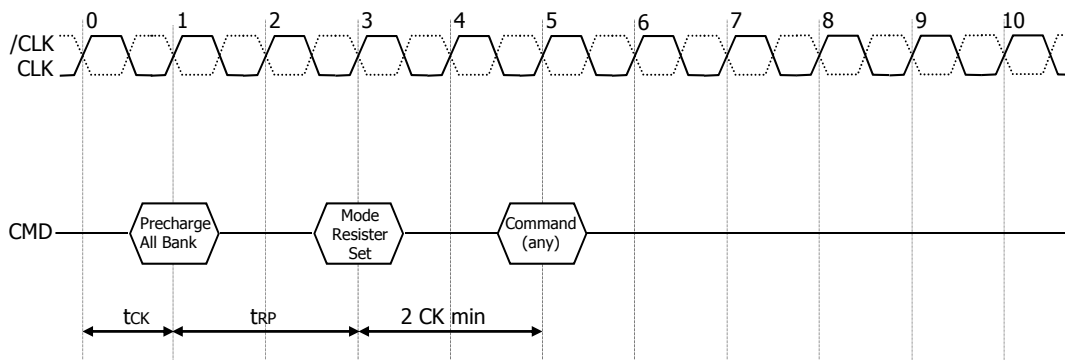 0 1 2 3 4 5 6 7 8 9 10
/CLK
CLK
CMD
Precharge
All Bank
Mode
Resister
Set
Command
(any)
tCK
tRP
2 CK min